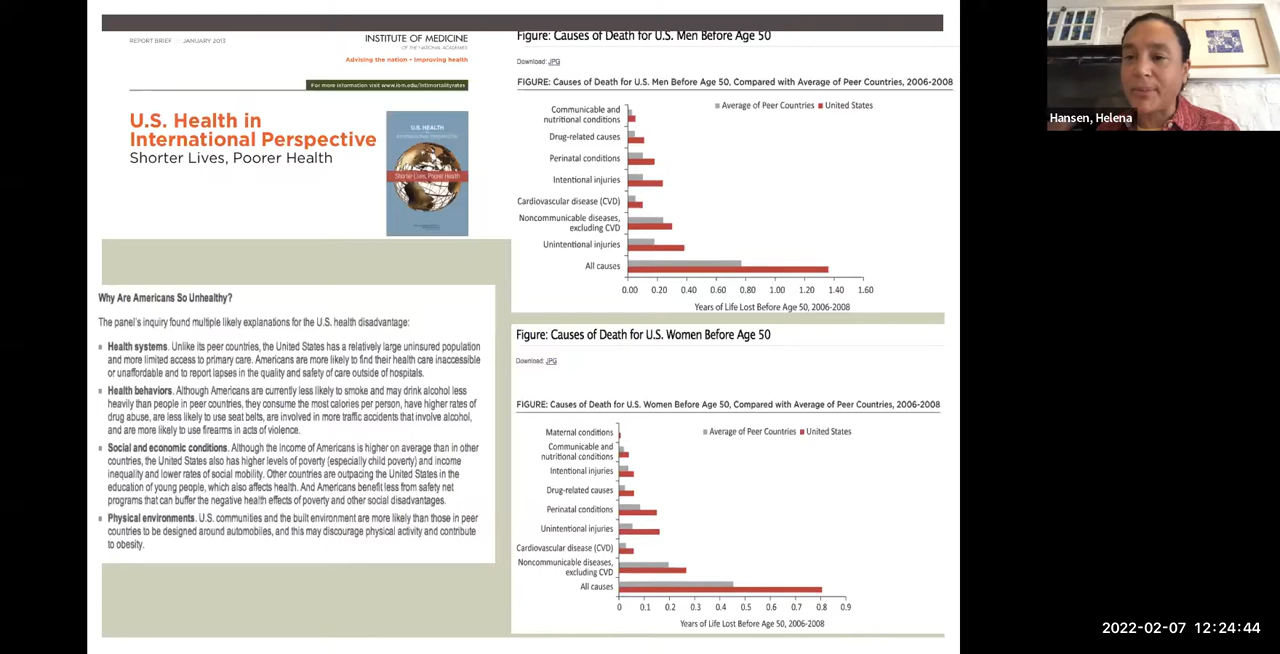 REPORT BRIEF JANUARY 2013
INSTITUTE OF MEDICINE
OF THE NATIONAL ACADEMIES
Advising the nation • Improving health
For more information visit www.iom.edu/intlmortalityrates
U.S. Health in
International Perspective
Shorter Lives, Poorer Health
U.S. HEALTH
INTERNATIONAL PERSPECTIVE
Shorter Lives, Poorer Health
Why Are Americans So Unhealthy?
The panel's inquiry found multiple likely explanations for the U.S. health disadvantage:
Health systems. Unlike its peer countries, the United States has a relatively large uninsured population
and more limited access to primary care. Americans are more likely to find their health care inaccessible
or unaffordable and to report lapses in the quality and safety of care outside of hospitals.
Health behaviors. Although Americans are currently less likely to smoke and may drink alcohol less
heavily than people in peer countries, they consume the most calories per person, have higher rates of
drug abuse, are less likely to use seat belts, are involved in more traffic accidents that involve alcohol,
and are more likely to use firearms in acts of violence.
Social and economic conditions. Although the income of Americans is higher on average than in other
countries, the United States also has higher levels of poverty (especially child poverty) and income
inequality and lower rates of social mobility. Other countries are outpacing the United States in the
education of young people, which also affects health. And Americans benefit less from safety net
programs that can buffer the negative health effects of poverty and other social disadvantages.
Physical environments. U.S. communities and the built environment are more likely than those in peer
countries to be designed around automobiles, and this may discourage physical activity and contribute
to obesity.
Figure: Causes of Death for U.S. Men Before Age 50
Download: JPG
FIGURE: Causes of Death for U.S. Men Before Age 50, Compared with Average of Peer Countries, 2006-2008
Average of Peer Countries United States
Communicable and
nutritional conditions
Drug-related causes
Perinatal conditions
Intentional injuries
Cardiovascular disease (CVD)
Noncommunicable diseases,
excluding CVD
Unintentional injuries
All causes
0.00 0.20 0.40 0.60 0.80 1.00 1.20 1.40 1.60
Years of Life Lost Before Age 50, 2006-2008
Figure: Causes of Death for U.S. Women Before Age 50
Download: JPG
FIGURE: Causes of Death for U.S. Women Before Age 50, Compared with Average of Peer Countries, 2006-2008
Average of Peer Countries United States
Maternal conditions
Communicable and
nutritional conditions
Intentional injuries
Drug-related causes
Perinatal conditions
Unintentional injuries
Cardiovascular disease (CVD)
Noncommunicable diseases,
excluding CVD
All causes
0 0.1 0.2 0.3 0.4 0.5 0.6 0.7 0.8 0.9
Years of Life Lost Before Age 50, 2006-2008
Hansen, Helena
2022-02-07 12:24:44